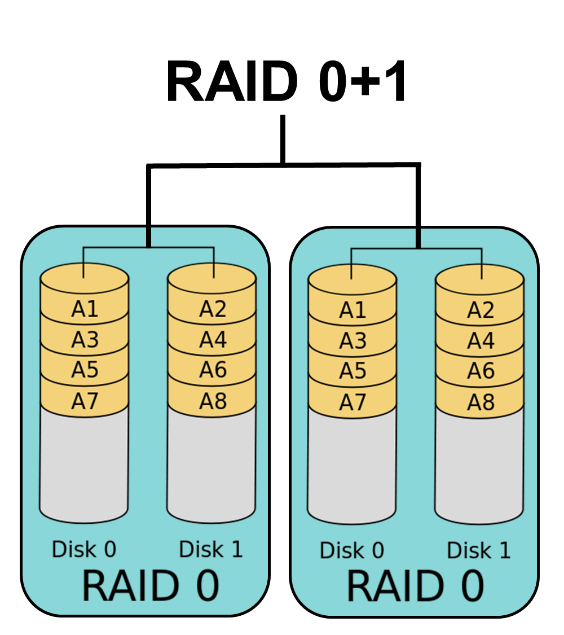 RAID 0+1
A1
A3
A5
A7
Disk 0
A2
A4
A6
A8
Disk 1
RAID 0
A1
A3
A5
A7
Disk 0
A2
A4
A6
A8
Disk 1
RAID 0